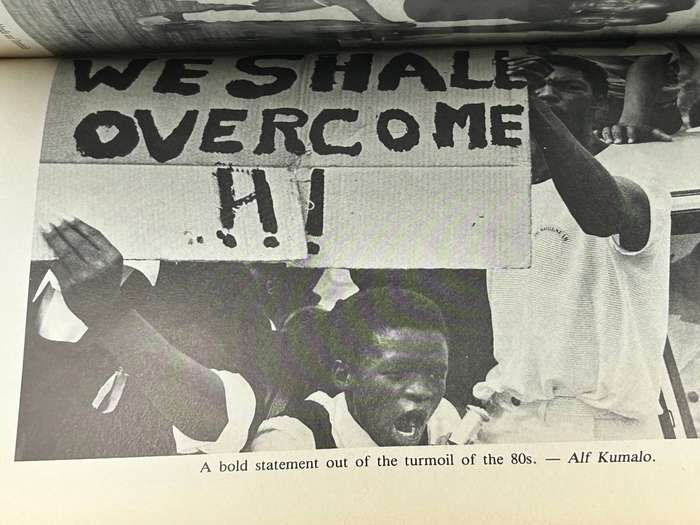 WE SHALL
OVERCOME
!!!
A bold statement out of the turmoil of the 80s. — Alf Kumalo.